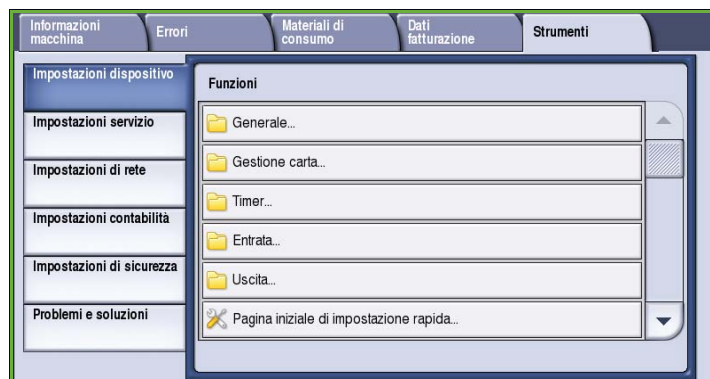 Informazioni
macchina
Errori
Materiali di
consumo
Dati
fatturazione
Strumenti
Impostazioni dispositivo
Impostazioni servizio
Impostazioni di rete
Impostazioni contabilità
Impostazioni di sicurezza
Problemi e soluzioni
Funzioni
Generale...
Gestione carta...
Timer...
Entrata...
Uscita...
Pagina iniziale di impostazione rapida...